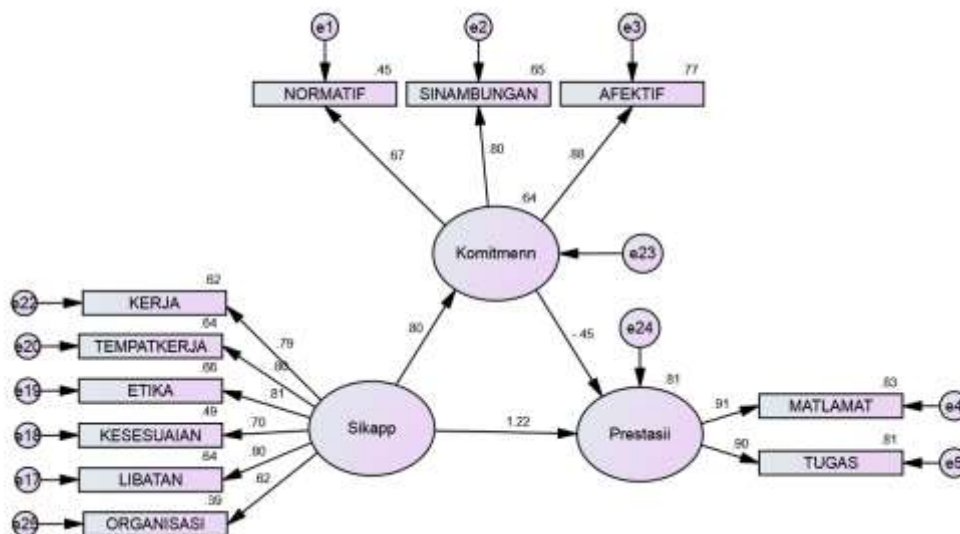 e1
e2
e3
.45
.65
.77
NORMATIF
SINAMBUNGAN
AFEKTIF
.67
.80
.88
.64
Komitmenn
e23
.62
e22
KERJA
.64
e20
TEMPATKERJA
.66
e19
ETIKA
.49
e18
KESESUAIAN
.64
e17
LIBATAN
.39
e25
ORGANISASI
.79
.80
.81
.70
.80
.62
Sikapp
.80
-.45
1.22
e24
.81
Prestasii
.91
.90
.83
MATLAMAT
e4
.81
TUGAS
e5